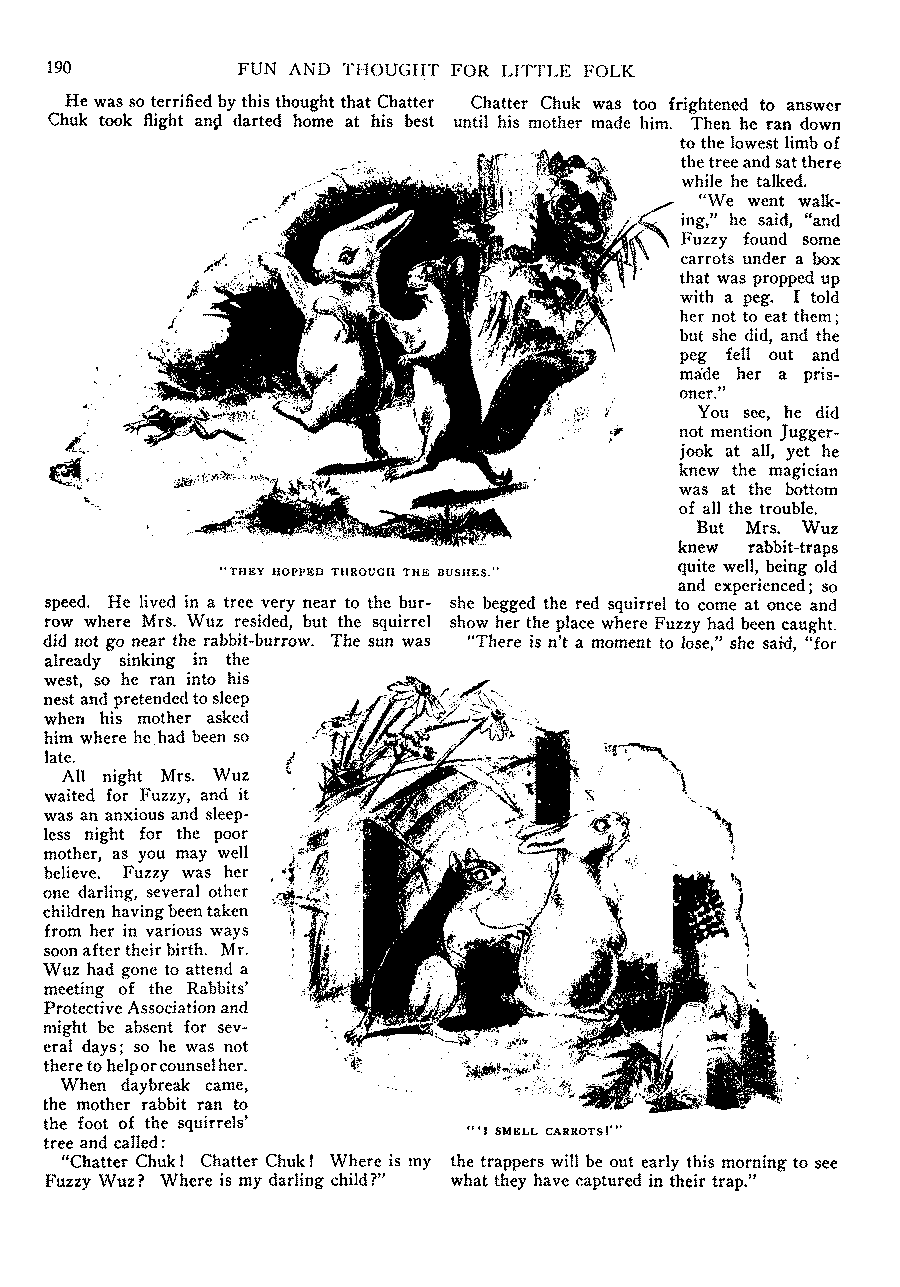 190
FUN AND THOUGHT FOR LITTLE FOLK
He was so terrified by this thought that Chatter
Chuk took flight and darted home at his best
"THEY HOPPED THROUGH THE BUSHES."
speed. He lived in a tree very near to the bur-
row where Mrs. Wuz resided, but the squirrel
did not go near the rabbit-burrow. The sun was
already sinking in the
west, so he ran into his
nest and pretended to sleep
when his mother asked
him where he had been so
late.
All night Mrs. Wuz
waited for Fuzzy, and it
was an anxious and sleep-
less night for the poor
mother, as you may well
believe. Fuzzy was her
one darling, several other
children having been taken
from her in various ways
soon after their birth. Mr.
Wuz had gone to attend a
meeting of the Rabbits'
Protective Association and
might be absent for sev-
eral days; so he was not
there to help or counsel her.
When daybreak came,
the mother rabbit ran to
the foot of the squirrels'
tree and called:
"Chatter Chuk! Chatter Chuk! Where is my
Fuzzy Wuz? Where is my darling child?"
Chatter Chuk was too frightened to answer
until his mother made him. Then he ran down
to the lowest limb of
the tree and sat there
while he talked.
"We went walk-
ing," he said, "and
Fuzzy found some
carrots under a box
that was propped up
with a peg. I told
her not to eat them;
but she did, and the
peg fell out and
made her a pris-
oner."
You see, he did
not mention Jugger-
jook at all, yet he
knew the magician
was at the bottom
of all the trouble.
But Mrs. Wuz
knew rabbit-traps
quite well, being old
and experienced; so
she begged the red squirrel to come at once and
show her the place where Fuzzy had been caught.
"There is n't a moment to lose," she said, "for
"'I SMELL CARROTS!'"
the trappers will be out early this morning to see
what they have captured in their trap."